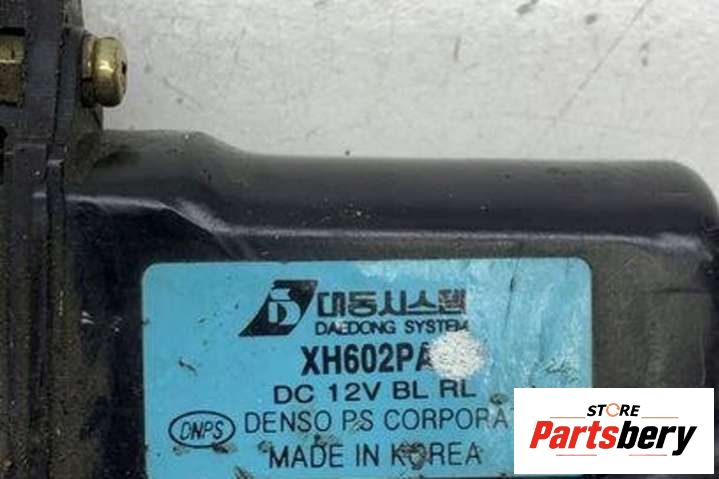 D 대동시스템
DAEDONG SYSTEM
XH602PA
DC 12V BL RL
DNPS DENSO PS CORPORA
MADE IN KOREA
STORE
Partsbery